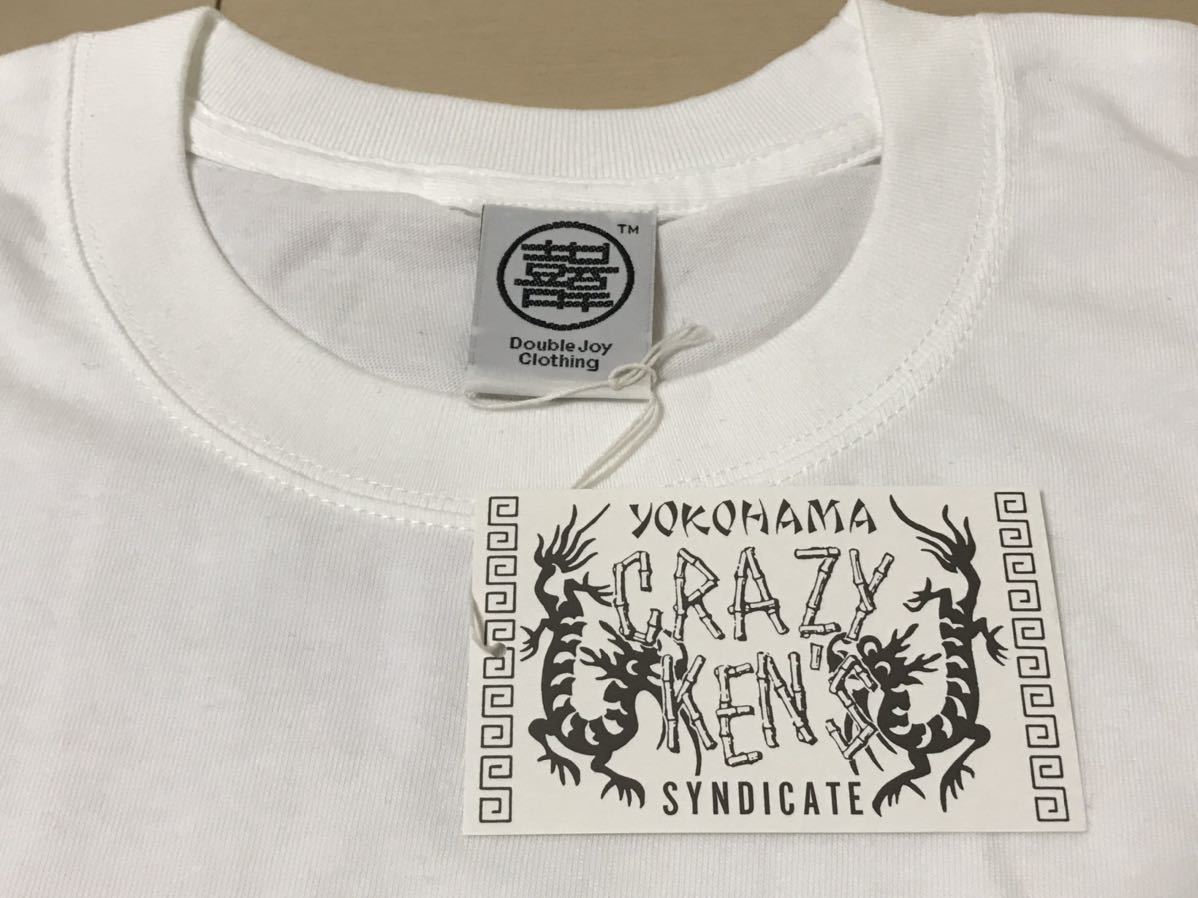 TM
Double Joy
Clothing
YOKOHAMA
CRAZY
KEN'S
SYNDICATE